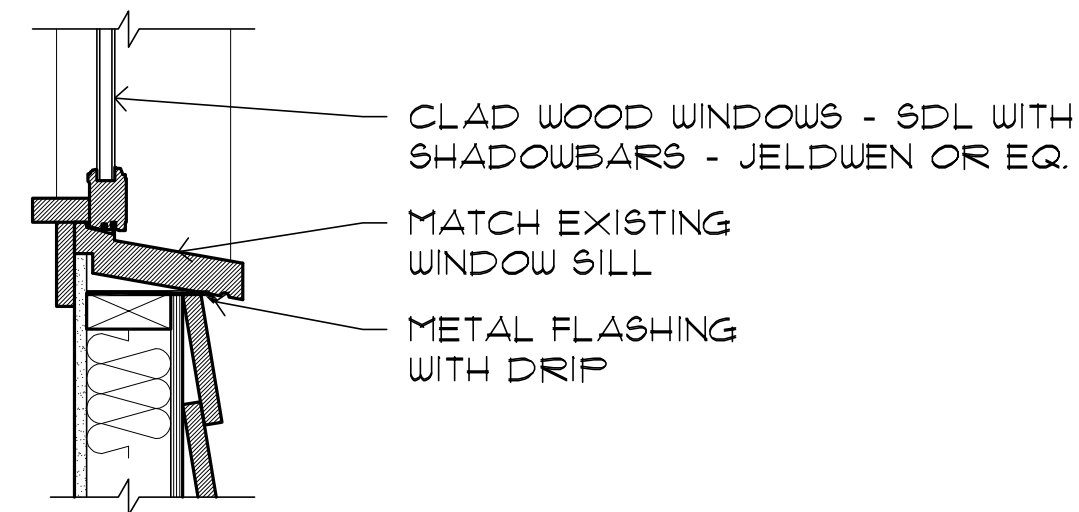 CLAD WOOD WINDOWS - SDL WITH
SHADOWBARS - JELDWEN OR EQ.
MATCH EXISTING
WINDOW SILL
METAL FLASHING
WITH DRIP